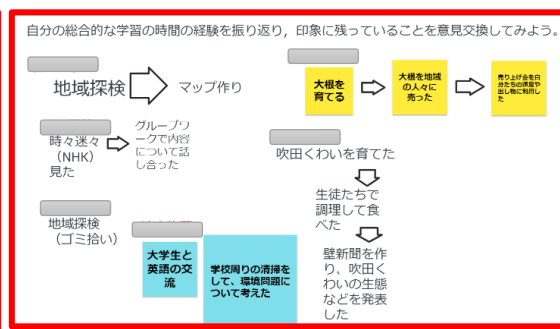 自分の総合的な学習の時間の経験を振り返り，印象に残っていることを意見交換してみよう。
地域探検
マップ作り
大根を
育てる
大根を地域
の人々に
売った
売り上げ金を自
分たちの
出し物に利用し
た
時々迷々
（NHK）
見た
グループワ
ークで内容
について話
し合った
吹田くわいを育てた
生徒たちで
調理して食
べた
地域探検
（ゴミ拾い）
大学生と
英語の交
流
学校周りの清掃を
して、環境問題に
ついて考えた
壁新聞を作
り、吹田く
わいの生態
などを発表
した